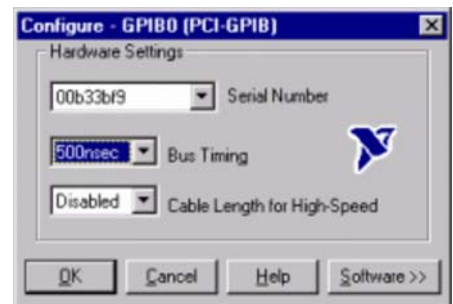 Configure - GPIB0 (PCI-GPIB)
Hardware Settings
00b33bf9 Serial Number
500nsec Bus Timing
Disabled Cable Length for High-Speed
OK Cancel Help Software >>